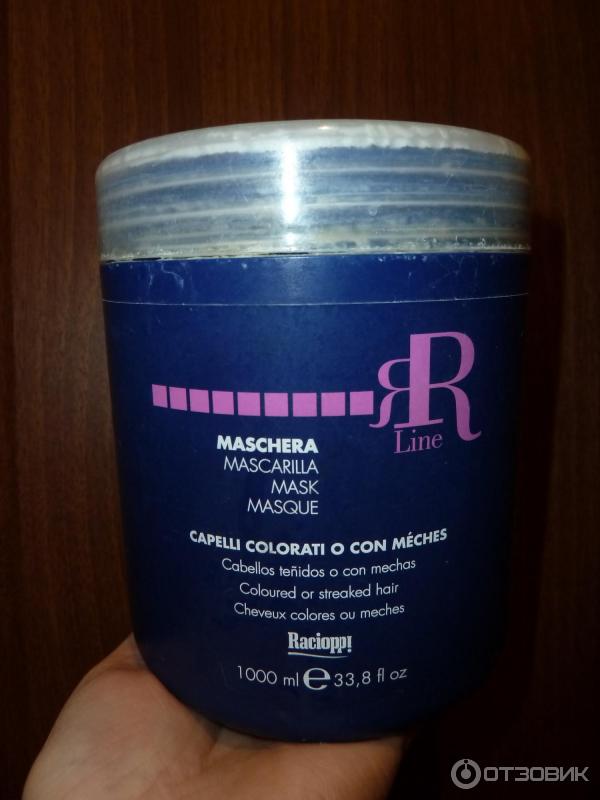 RR
Line
MASCHERA
MASCARILLA
MASK
MASQUE
CAPELLI COLORATI O CON MÉCHES
Cabellos teñidos o con mechas
Coloured or streaked hair
Cheveux colores ou meches
Racioppi
1000 ml e 33,8 fl oz
ОТЗОВИК